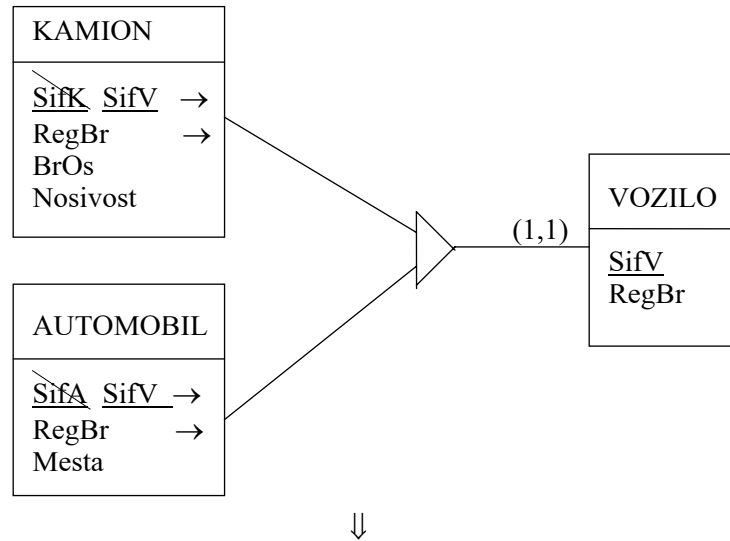 KAMION
SifK SifV →
RegBr →
BrOs
Nosivost
(1,1)
VOZILO
SifV
RegBr
AUTOMOBIL
SifA SifV →
RegBr →
Mesta
⇓